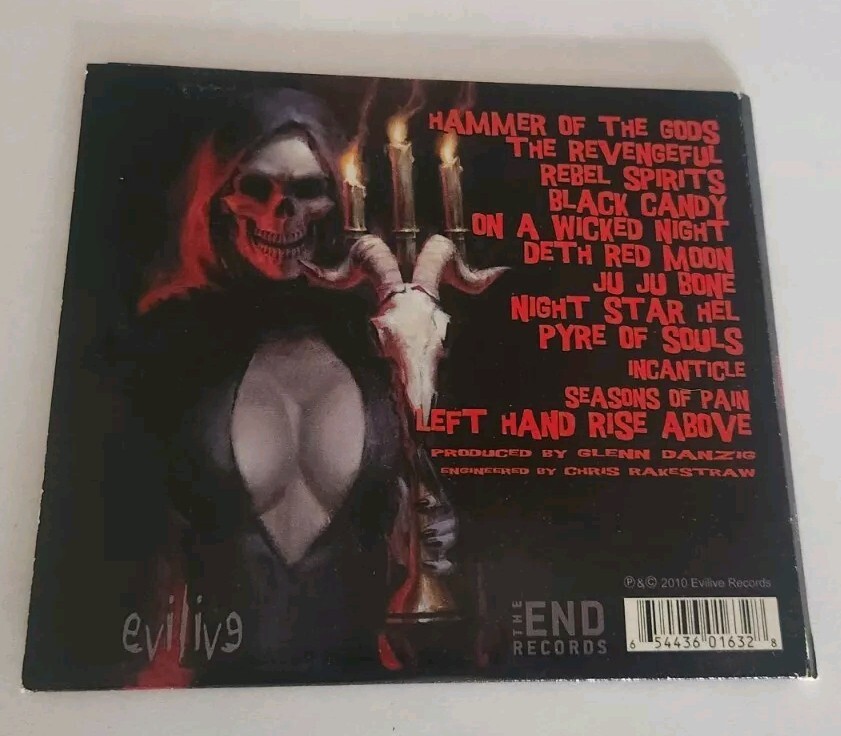 HAMMER OF THE GODS
THE REVENGEFUL
REBEL SPIRITS
BLACK CANDY
ON A WICKED NIGHT
DETH RED MOON
JU JU BONE
NIGHT STAR HEL
PYRE OF SOULS
INCANTICLE
SEASONS OF PAIN
LEFT HAND RISE ABOVE
PRODUCED BY GLENN DANZIG
ENGINEERED BY CHRIS RAKESTRAW
℗&© 2010 Evilive Records
evilive
THE END
RECORDS
6 54436 01632 8